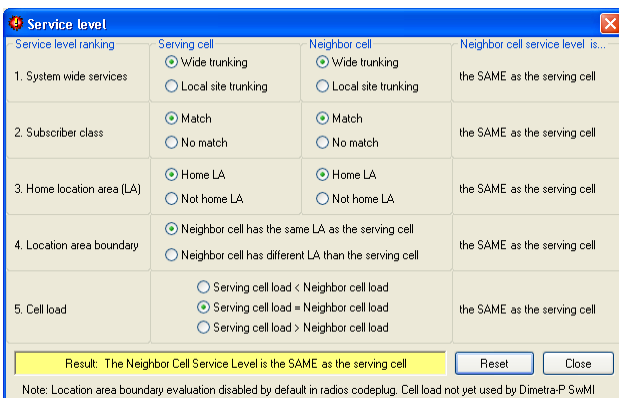 Service level
Service level ranking Serving cell Neighbor cell Neighbor cell service level is...
1. System wide services
Wide trunking Wide trunking
Local site trunking Local site trunking
the SAME as the serving cell
2. Subscriber class
Match Match
No match No match
the SAME as the serving cell
3. Home location area (LA)
Home LA Home LA
Not home LA Not home LA
the SAME as the serving cell
4. Location area boundary
Neighbor cell has the same LA as the serving cell
Neighbor cell has different LA than the serving cell
the SAME as the serving cell
5. Cell load
Serving cell load < Neighbor cell load
Serving cell load = Neighbor cell load
Serving cell load > Neighbor cell load
the SAME as the serving cell
Result: The Neighbor Cell Service Level is the SAME as the serving cell Reset Close
Note: Location area boundary evaluation disabled by default in radios codeplug. Cell load not yet used by Dimetra-P SwMI